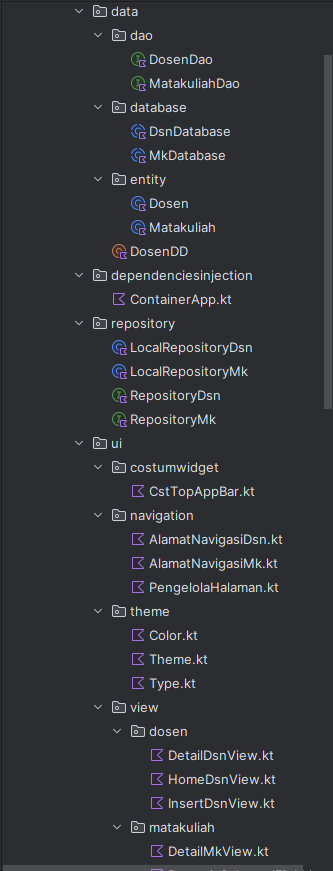 data
dao
DosenDao
MatakuliahDao
database
DsnDatabase
MkDatabase
entity
Dosen
Matakuliah
DosenDD
dependenciesinjection
ContainerApp.kt
repository
LocalRepositoryDsn
LocalRepositoryMk
RepositoryDsn
RepositoryMk
ui
costumwidget
CstTopAppBar.kt
navigation
AlamatNavigasiDsn.kt
AlamatNavigasiMk.kt
PengelolaHalaman.kt
theme
Color.kt
Theme.kt
Type.kt
view
dosen
DetailDsnView.kt
HomeDsnView.kt
InsertDsnView.kt
matakuliah
DetailMkView.kt